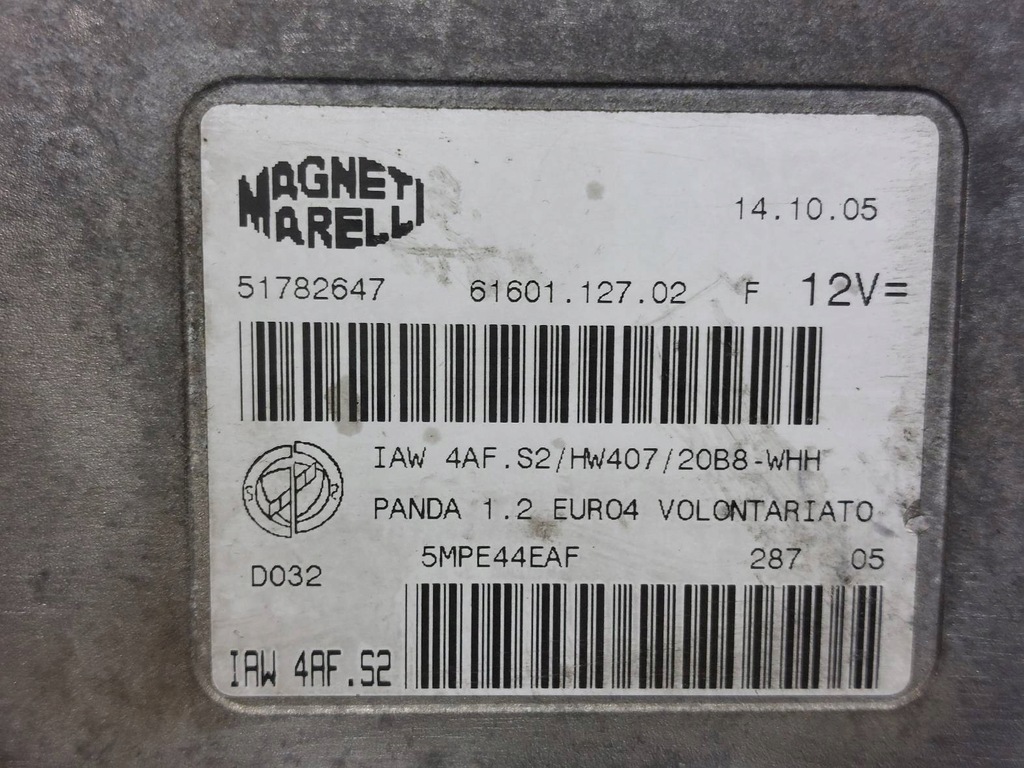 MAGNETI
MARELLI
14.10.05
51782647 61601.127.02 F 12V=
IAW 4AF.S2/HW407/20B8-WHH
PANDA 1.2 EURO4 VOLONTARIATO
5MPE44EAF 287 05
D032
IAW 4AF.S2